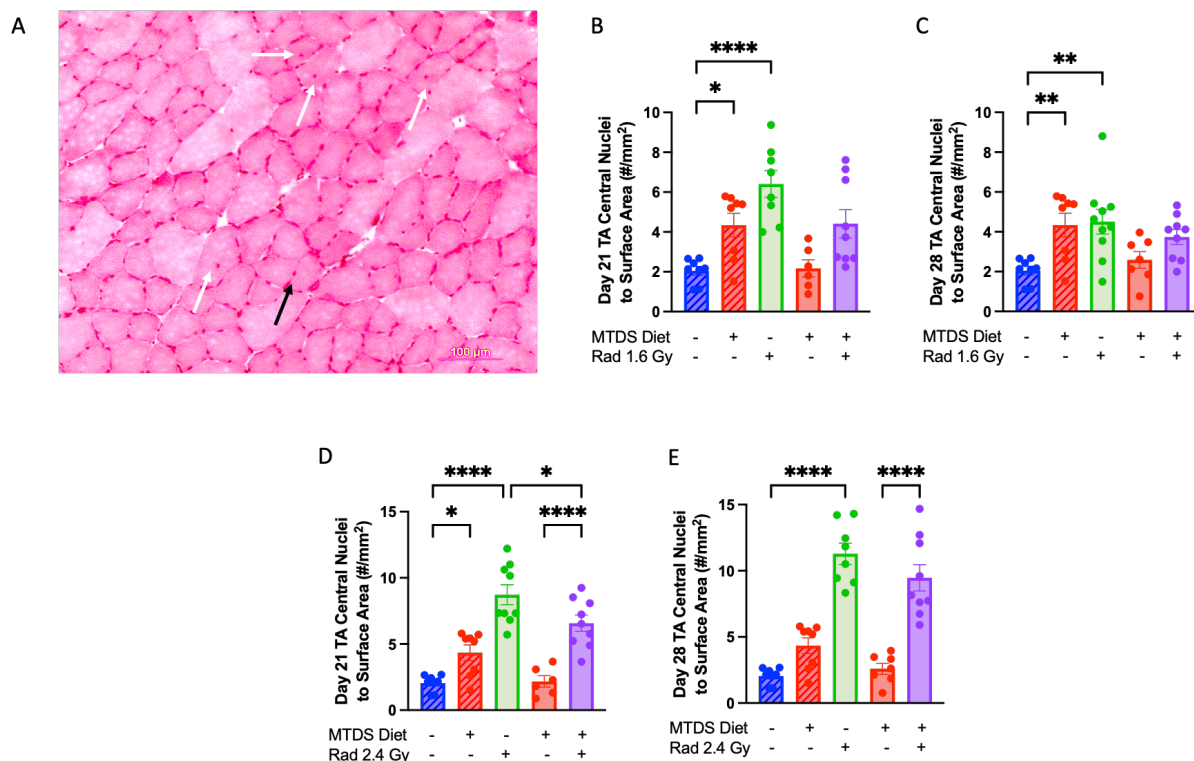 A
100 µm
B
**** 
*
Day 21 TA Central Nuclei
to Surface Area (#/mm²)
10
8
6
4
2
0
MTDS Diet - + - + +
Rad 1.6 Gy - - + - +
C
**
**
Day 28 TA Central Nuclei
to Surface Area (#/mm²)
10
8
6
4
2
0
MTDS Diet - + - + +
Rad 1.6 Gy - - + - +
D
**** *
* ****
Day 21 TA Central Nuclei
to Surface Area (#/mm²)
15
10
5
0
MTDS Diet - + - + +
Rad 2.4 Gy - - + - +
E
**** ****
Day 28 TA Central Nuclei
to Surface Area (#/mm²)
15
10
5
0
MTDS Diet - + - + +
Rad 2.4 Gy - - + - +